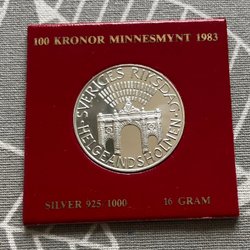 100 KRONOR MINNESMYNT 1983
SVERIGES RIKSDAG
HELGEANDSHOLMEN
SILVER 925 1000 16 GRAM